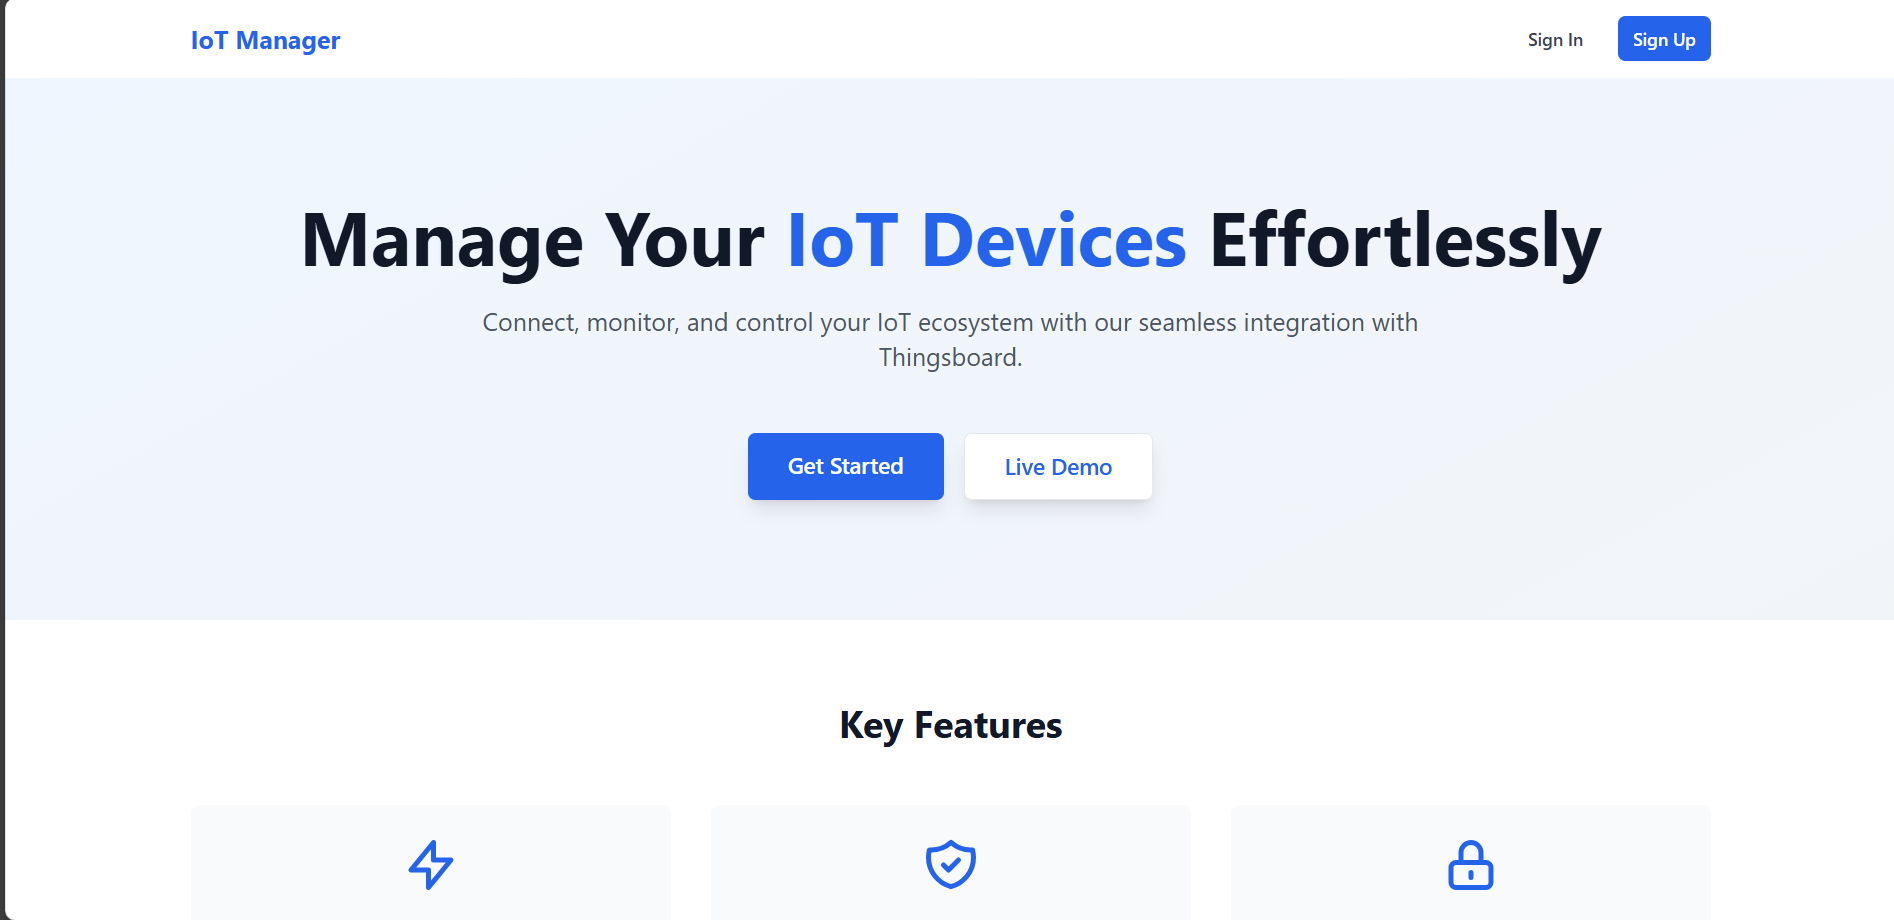 IoT Manager
Sign In
Sign Up
Manage Your IoT Devices Effortlessly
Connect, monitor, and control your IoT ecosystem with our seamless integration with
Thingsboard.
Get Started
Live Demo
Key Features